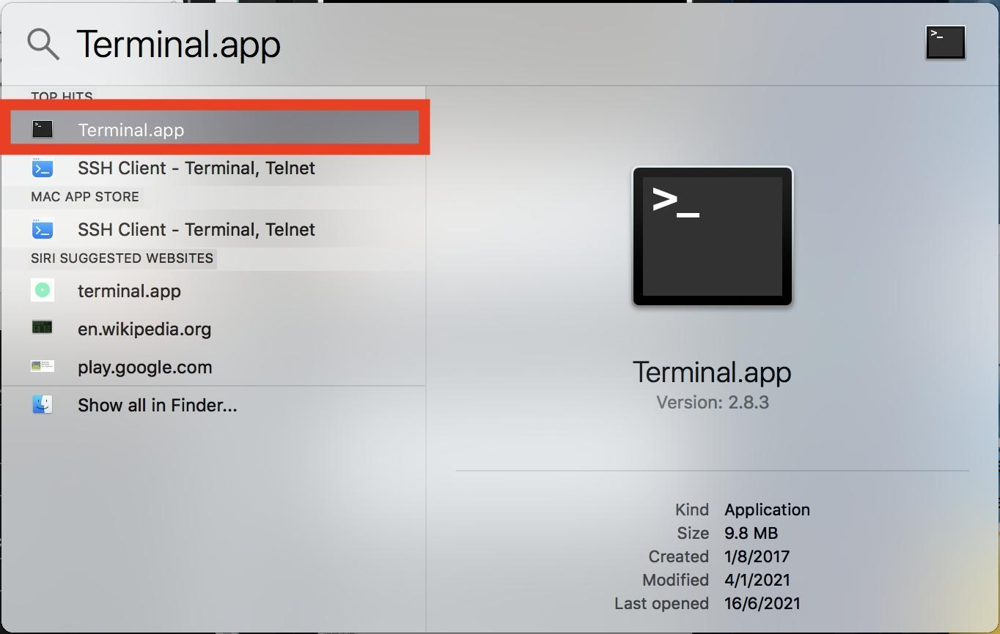 Terminal.app
TOP HITS
Terminal.app
SSH Client - Terminal, Telnet
MAC APP STORE
SSH Client - Terminal, Telnet
SIRI SUGGESTED WEBSITES
terminal.app
en.wikipedia.org
play.google.com
Show all in Finder...
>_
Terminal.app
Version: 2.8.3
Kind Application
Size 9.8 MB
Created 1/8/2017
Modified 4/1/2021
Last opened 16/6/2021